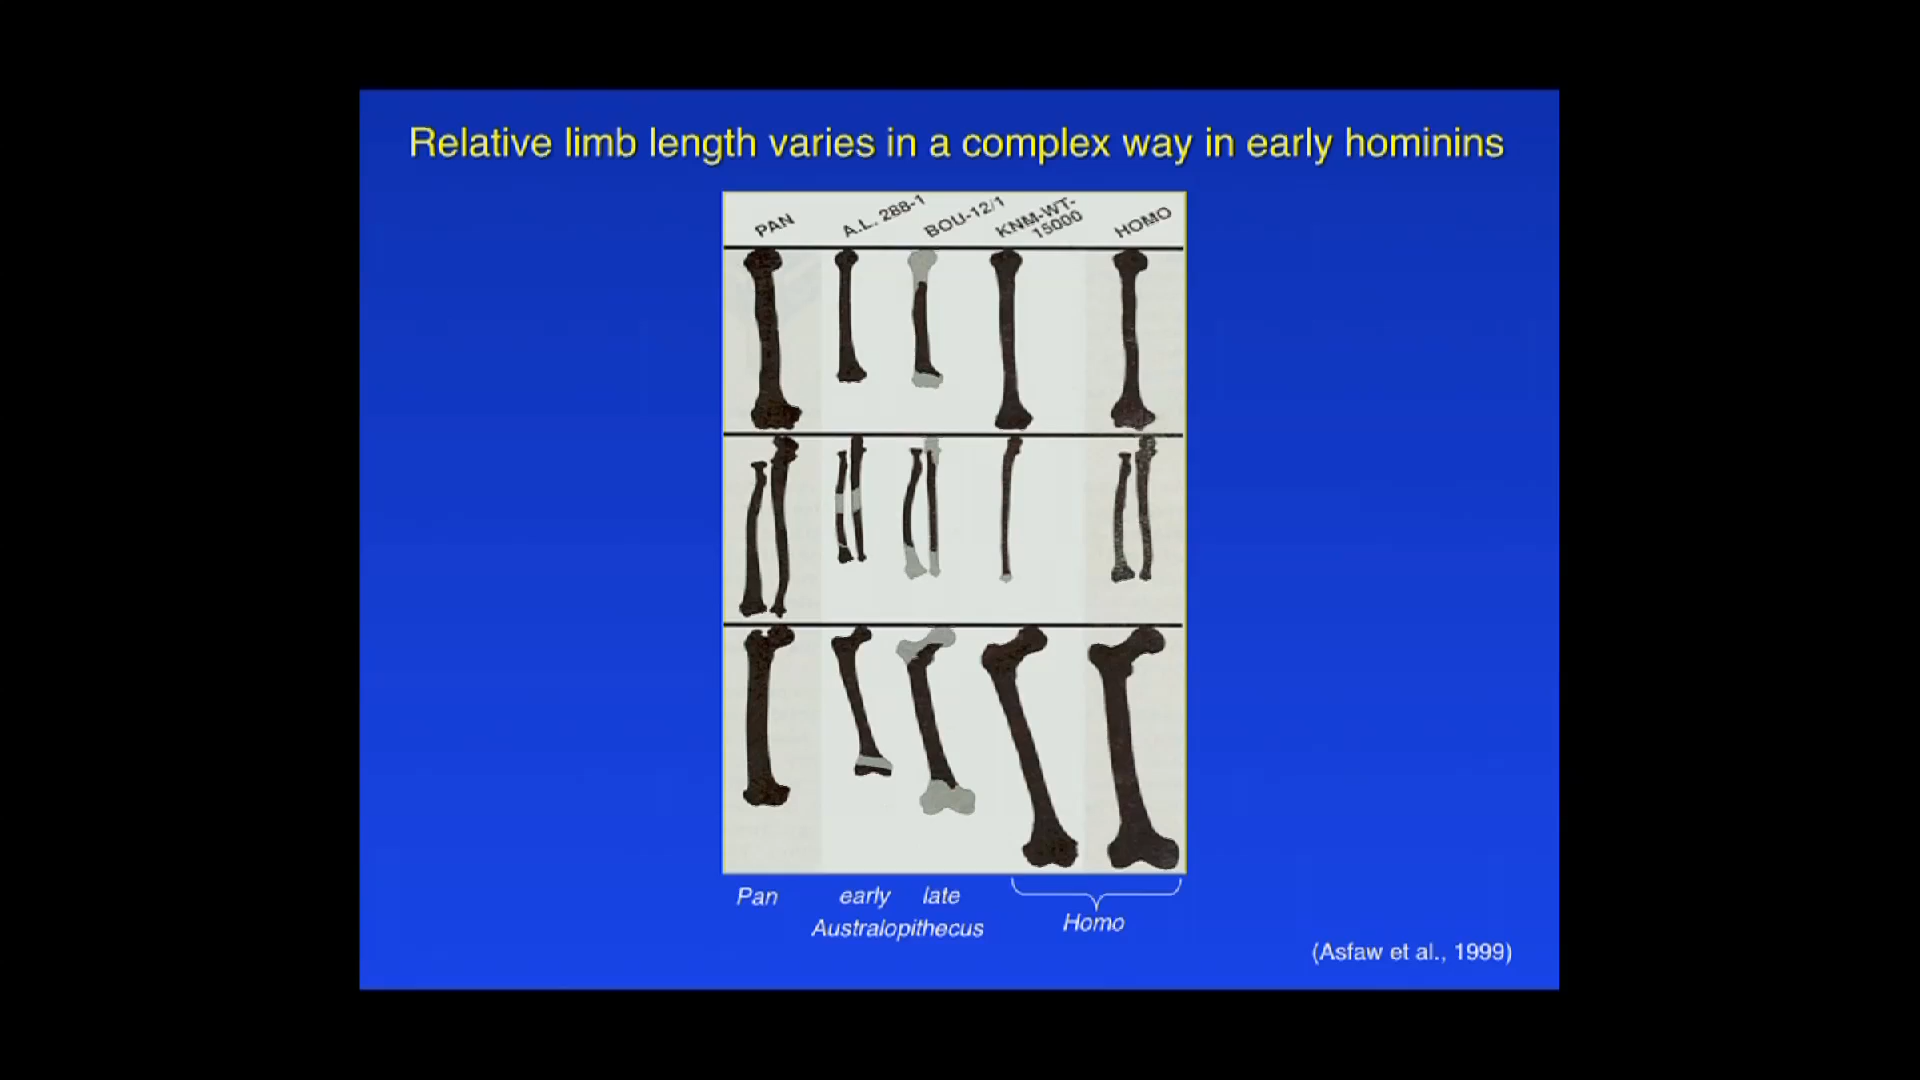 Relative limb length varies in a complex way in early hominins
PAN
A.L. 288-1
BOU-12/1
KNM-WT-
15000
HOMO
Pan
early
late
Australopithecus
Homo
(Asfaw et al., 1999)